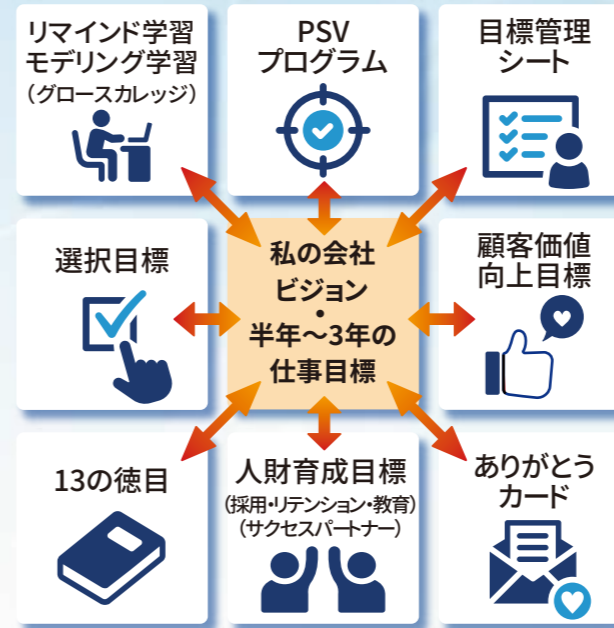 リマインド学習
モデリング学習
（グロースカレッジ）
PSV
プログラム
目標管理
シート
選択目標
私の会社
ビジョン
・
半年～3年の
仕事目標
顧客価値
向上目標
13の徳目
人財育成目標
（採用・リテンション・教育）
（サクセスパートナー）
ありがとう
カード